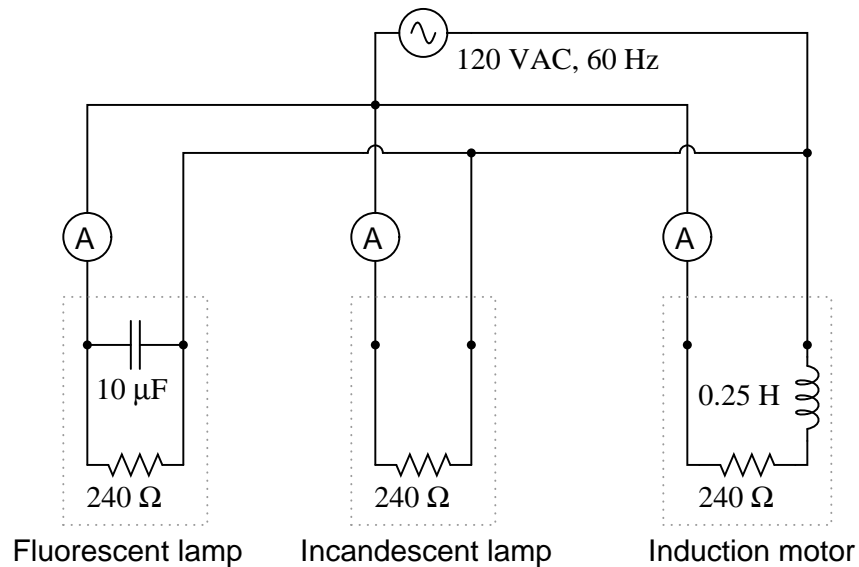 120 VAC, 60 Hz
A
A
A
10 µF
0.25 H
240 Ω
240 Ω
240 Ω
Fluorescent lamp
Incandescent lamp
Induction motor